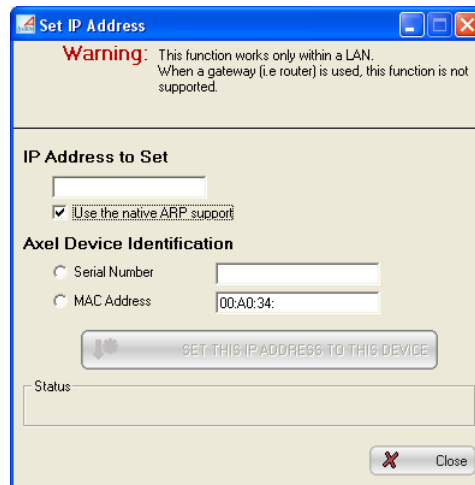 Set IP Address
Warning: This function works only within a LAN.
When a gateway (i.e router) is used, this function is not
supported.
IP Address to Set
Use the native ARP support
Axel Device Identification
Serial Number
MAC Address 00:A0:34:
SET THIS IP ADDRESS TO THIS DEVICE
Status
Close